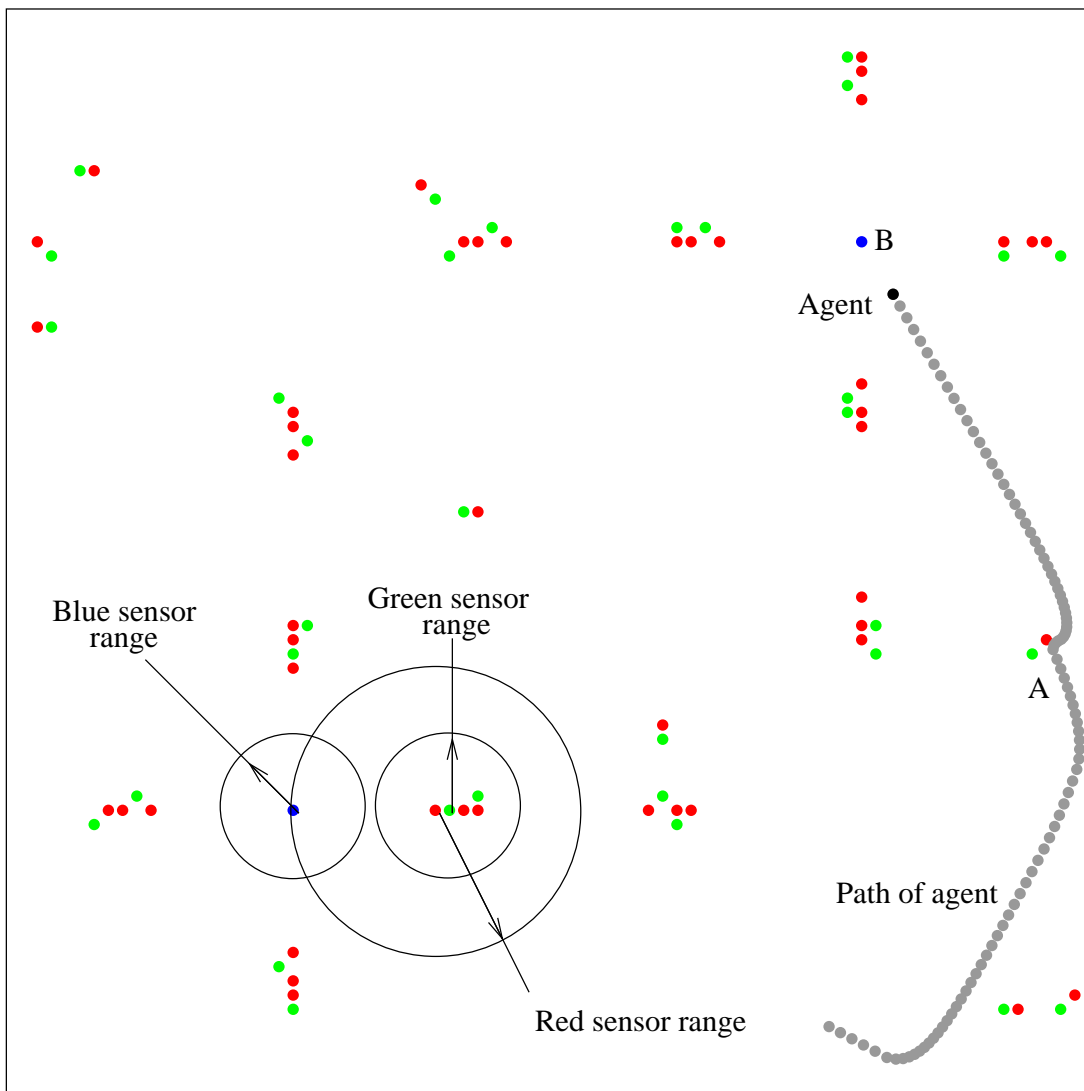 B
Agent
Green sensor
range
Blue sensor
range
A
Path of agent
Red sensor range